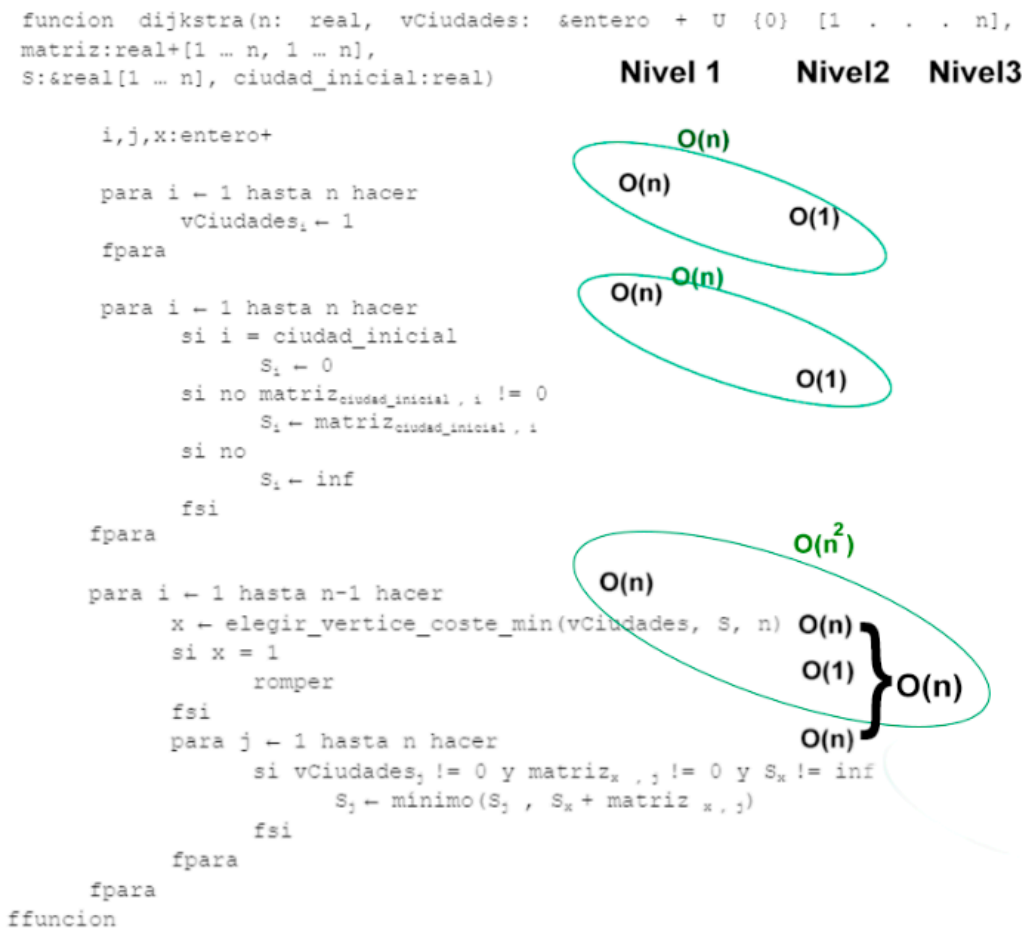 funcion dijkstra(n: real, vCiudades: &entero + U {0} [1 . . . n],
matriz:real+[1 … n, 1 … n],
S:&real[1 … n], ciudad_inicial:real)
Nivel 1 Nivel2 Nivel3
i,j,x:entero+
O(n)
para i ← 1 hasta n hacer O(n)
vCiudadesᵢ ← 1 O(1)
fpara
O(n)
para i ← 1 hasta n hacer O(n)
si i = ciudad_inicial
Sᵢ ← 0 O(1)
si no matriz_ciudad_inicial , i != 0
Sᵢ ← matriz_ciudad_inicial , i
si no
Sᵢ ← inf
fsi
fpara
O(n²)
para i ← 1 hasta n-1 hacer O(n)
x ← elegir_vertice_coste_min(vCiudades, S, n) O(n)
si x = 1 O(1)
romper O(n)
fsi
para j ← 1 hasta n hacer O(n)
si vCiudadesⱼ != 0 y matrizₓ , ⱼ != 0 y Sₓ != inf
Sⱼ ← mínimo(Sⱼ , Sₓ + matriz ₓ , ⱼ)
fsi
fpara
fpara
ffuncion